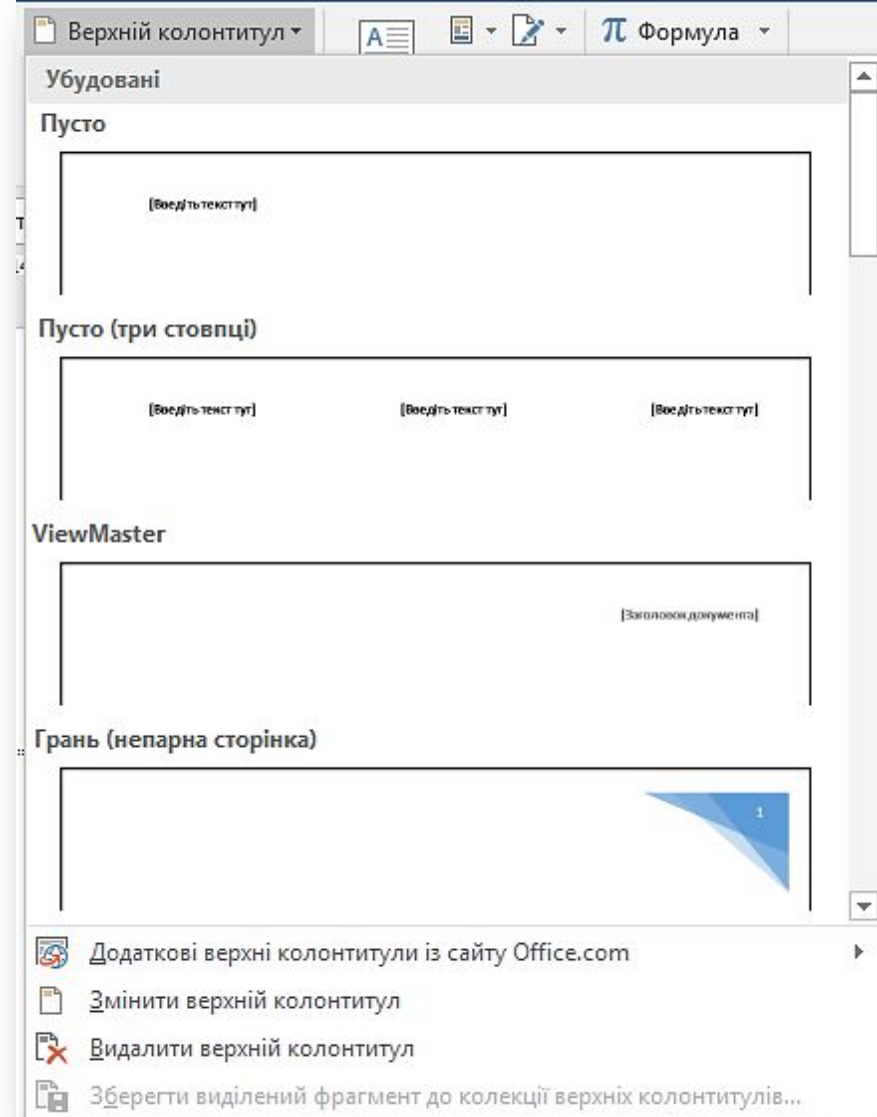 Верхній колонтитул
A
π Формула
Убудовані
Пусто
[Введіть текст тут]
Пусто (три стовпці)
[Введіть текст тут] [Введіть текст тут] [Введіть текст тут]
ViewMaster
[Заголовок документа]
Грань (непарна сторінка)
1
Додаткові верхні колонтитули із сайту Office.com
Змінити верхній колонтитул
Видалити верхній колонтитул
Зберегти виділений фрагмент до колекції верхніх колонтитулів...